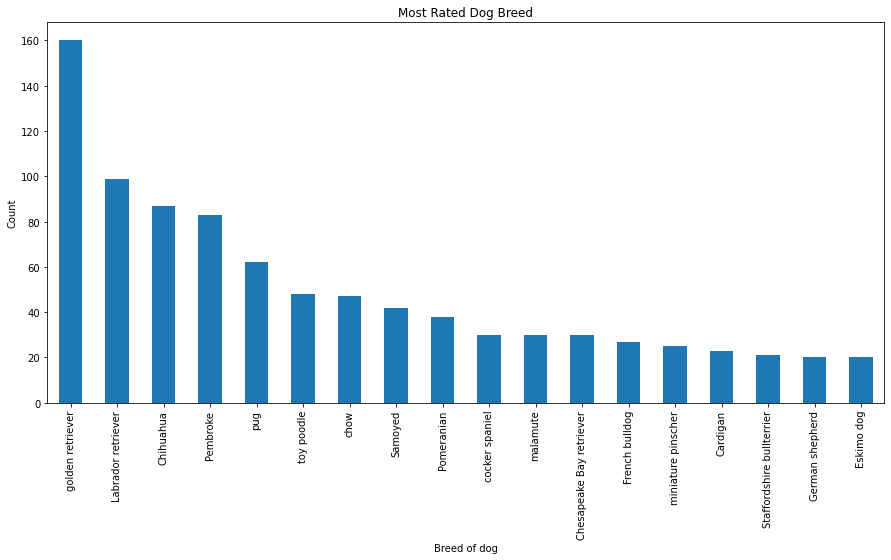 Most Rated Dog Breed
Count
160
140
120
100
80
60
40
20
0
golden retriever
Labrador retriever
Chihuahua
Pembroke
pug
toy poodle
chow
Samoyed
Pomeranian
cocker spaniel
malamute
Chesapeake Bay retriever
French bulldog
miniature pinscher
Cardigan
Staffordshire bullterrier
German shepherd
Eskimo dog
Breed of dog